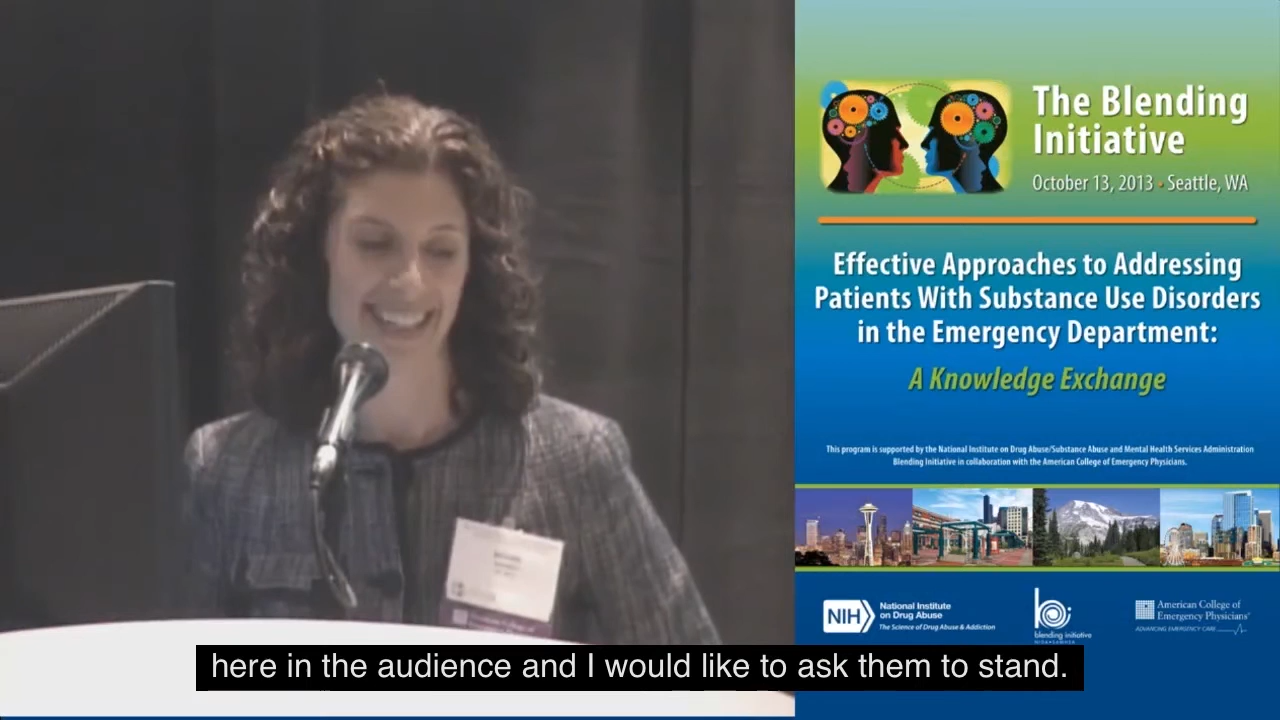 The Blending
Initiative
October 13, 2013 • Seattle, WA
Effective Approaches to Addressing
Patients With Substance Use Disorders
in the Emergency Department:
A Knowledge Exchange
This program is supported by the National Institute on Drug Abuse/Substance Abuse and Mental Health Services Administration
Blending Initiative in collaboration with the American College of Emergency Physicians.
NIH
National Institute
on Drug Abuse
The Science of Drug Abuse & Addiction
blending initiative
NIDA•SAMHSA
American College of
Emergency Physicians®
ADVANCING EMERGENCY CARE
here in the audience and I would like to ask them to stand.